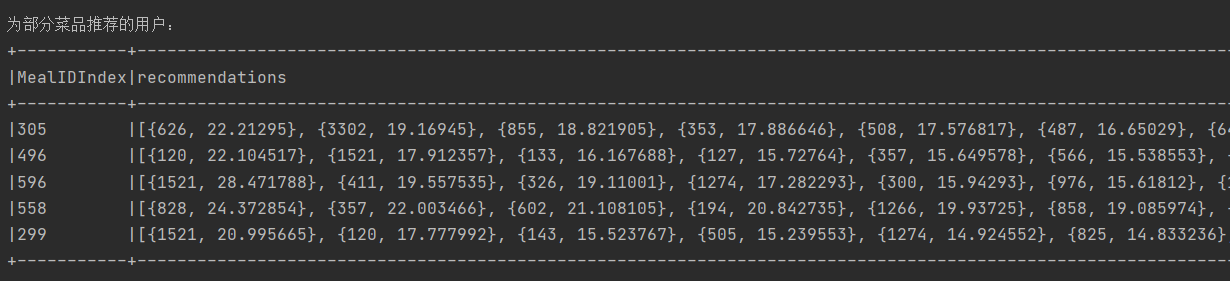 为部分菜品推荐的用户：
+-----------+----------------------------------------------------------------------------------------------------------------
|MealIDIndex|recommendations
+-----------+----------------------------------------------------------------------------------------------------------------
|305        |[{626, 22.21295}, {3302, 19.16945}, {855, 18.821905}, {353, 17.886646}, {508, 17.576817}, {487, 16.65029}, {6
|496        |[{120, 22.104517}, {1521, 17.912357}, {133, 16.167688}, {127, 15.72764}, {357, 15.649578}, {566, 15.538553}, {
|596        |[{1521, 28.471788}, {411, 19.557535}, {326, 19.11001}, {1274, 17.282293}, {300, 15.94293}, {976, 15.61812}, {
|558        |[{828, 24.372854}, {357, 22.003466}, {602, 21.108105}, {194, 20.842735}, {1266, 19.93725}, {858, 19.085974}, {
|299        |[{1521, 20.995665}, {120, 17.777992}, {143, 15.523767}, {505, 15.239553}, {1274, 14.924552}, {825, 14.833236}
+-----------+----------------------------------------------------------------------------------------------------------------